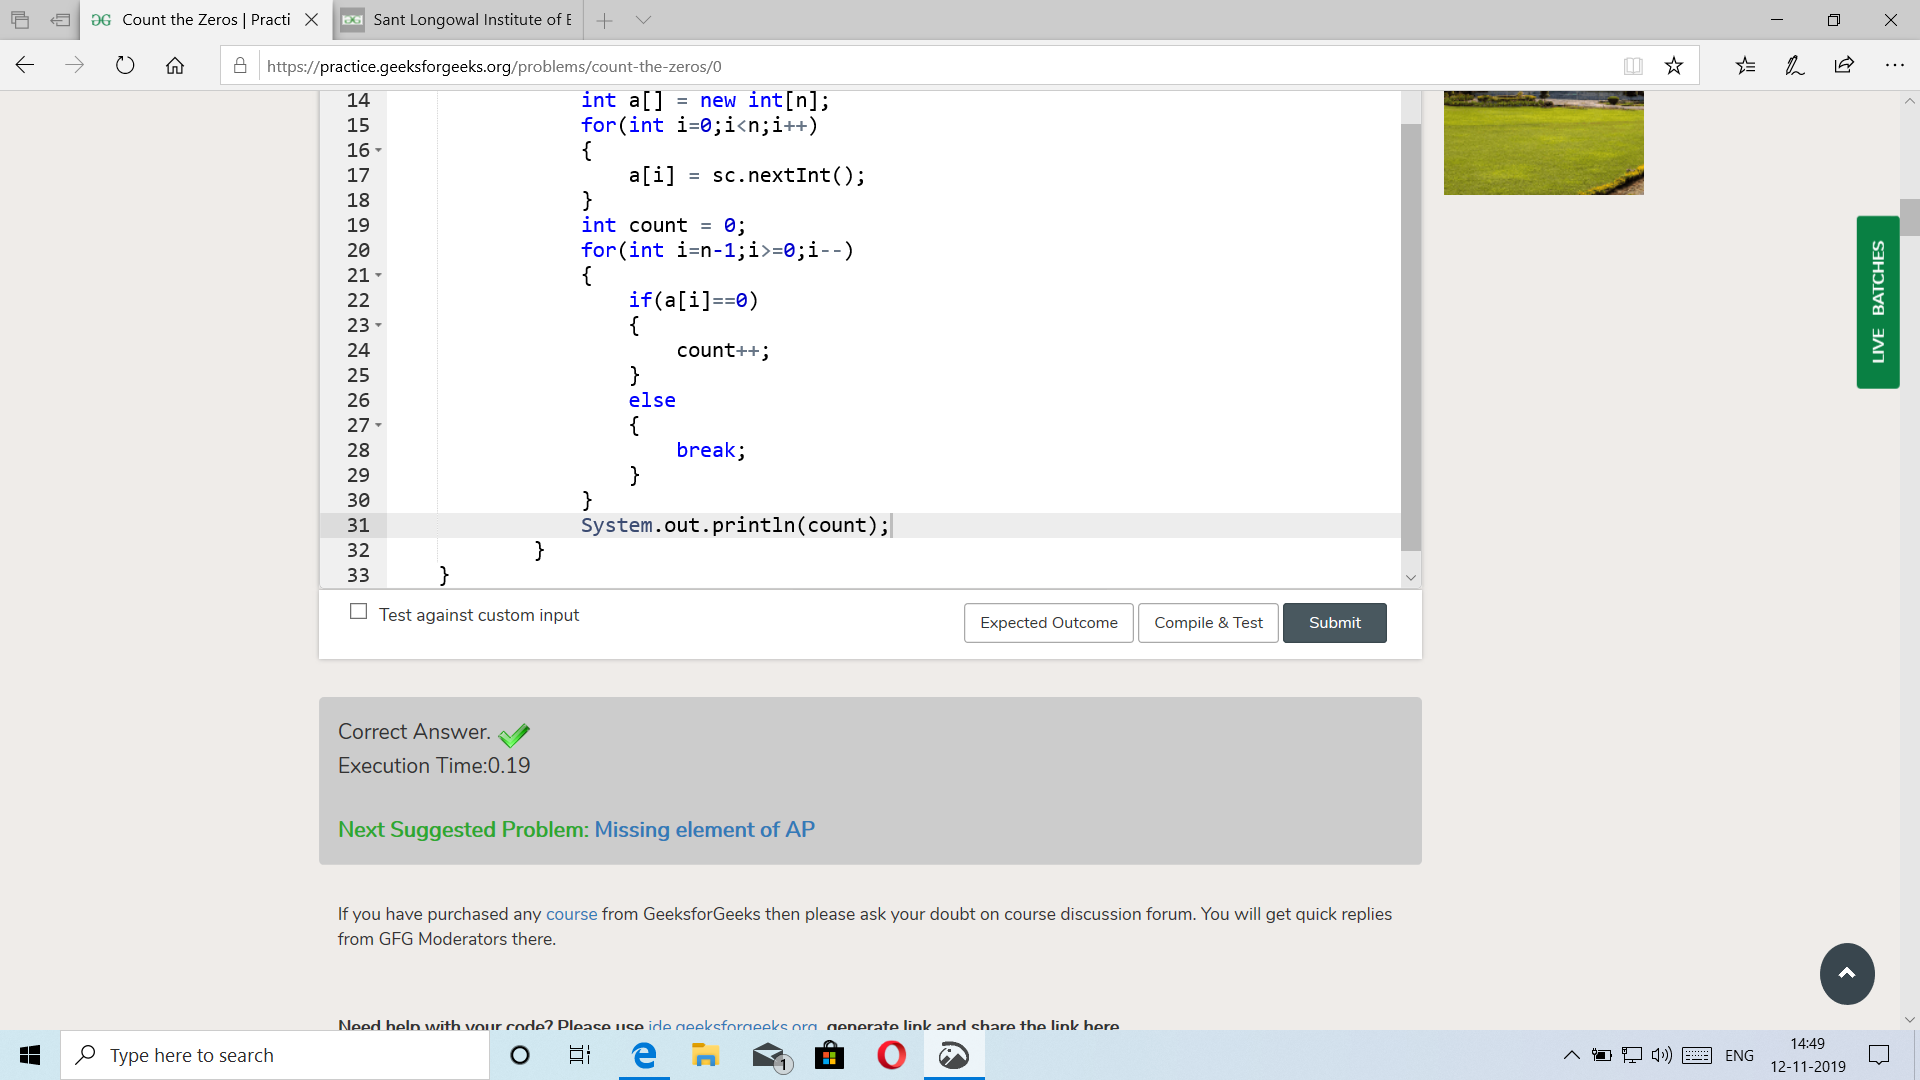 Count the Zeros | Practi
Sant Longowal Institute of E
https://practice.geeksforgeeks.org/problems/count-the-zeros/0
14 int a[] = new int[n];
15 for(int i=0;i<n;i++)
16 {
17 a[i] = sc.nextInt();
18 }
19 int count = 0;
20 for(int i=n-1;i>=0;i--)
21 {
22 if(a[i]==0)
23 {
24 count++;
25 }
26 else
27 {
28 break;
29 }
30 }
31 System.out.println(count);
32 }
33 }
LIVE BATCHES
Test against custom input
Expected Outcome
Compile & Test
Submit
Correct Answer.
Execution Time:0.19
Next Suggested Problem: Missing element of AP
If you have purchased any course from GeeksforGeeks then please ask your doubt on course discussion forum. You will get quick replies
from GFG Moderators there.
Need help with your code? Please use ide.geeksforgeeks.org, generate link and share the link here.
Type here to search
1
ENG
14:49
12-11-2019